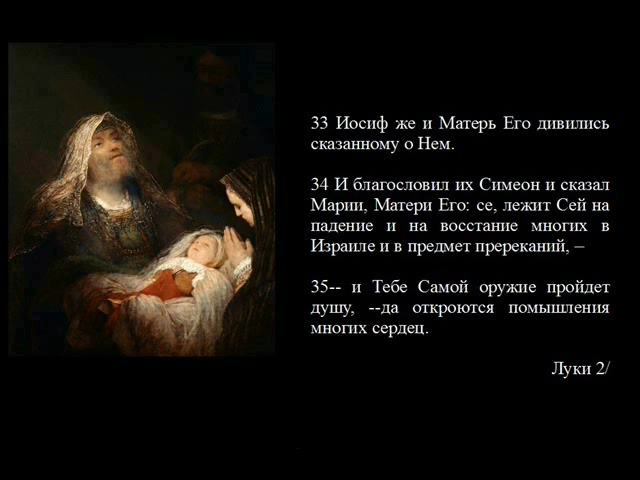 33 Иосиф же и Матерь Его дивились
сказанному о Нем.
34 И благословил их Симеон и сказал
Марии, Матери Его: се, лежит Сей на
падение и на восстание многих в
Израиле и в предмет пререканий, –
35-- и Тебе Самой оружие пройдет
душу, --да откроются помышления
многих сердец.
Луки 2/